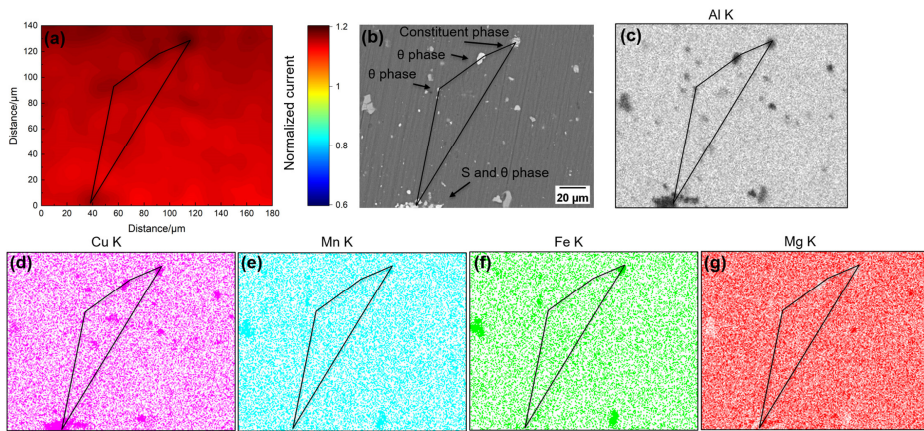 (a)
140
120
100
80
60
40
20
0
0 20 40 60 80 100 120 140 160 180
Distance/μm
Distance/μm
1.2
1
0.8
0.6
Normalized current
(b)
Constituent phase
θ phase
θ phase
S and θ phase
20 μm
Al K
(c)
Cu K
(d)
Mn K
(e)
Fe K
(f)
Mg K
(g)